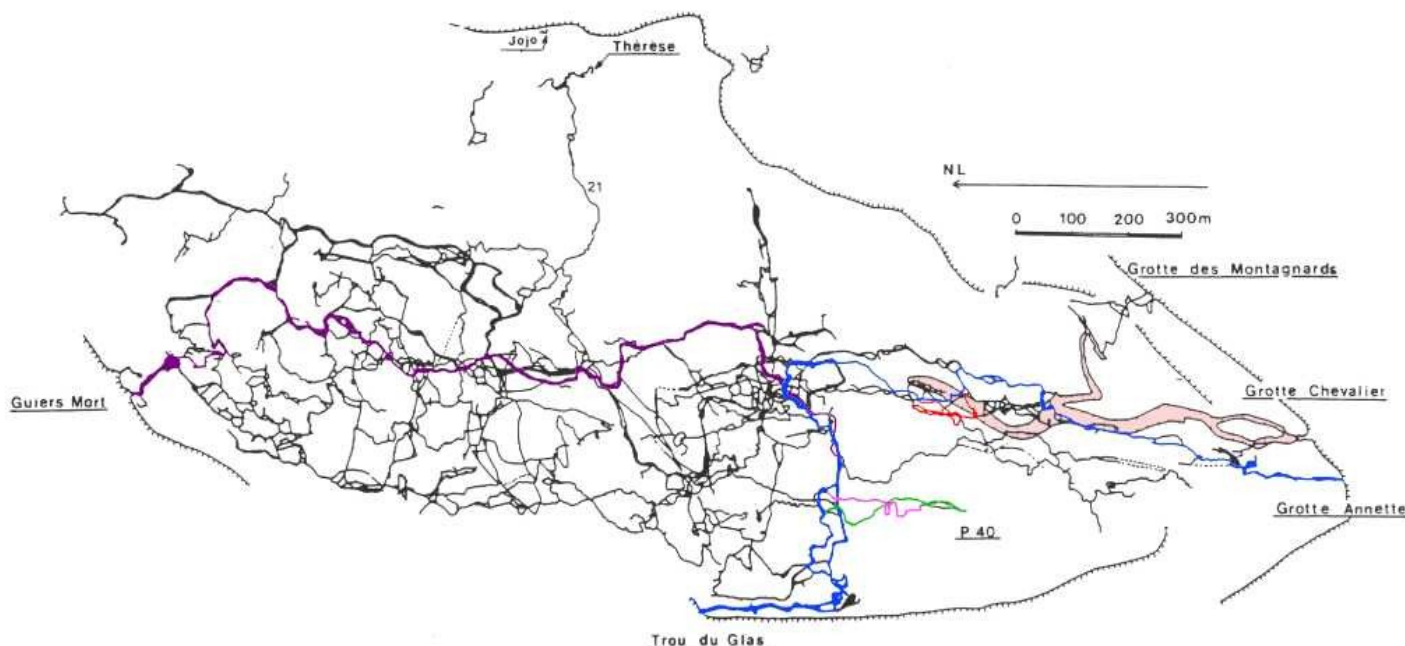 Jojo
Thérèse
21
NL
0 100 200 300m
Grotte des Montagnards
Grotte Chevalier
Guiers Mort
Grotte Annette
P 40
Trou du Glas